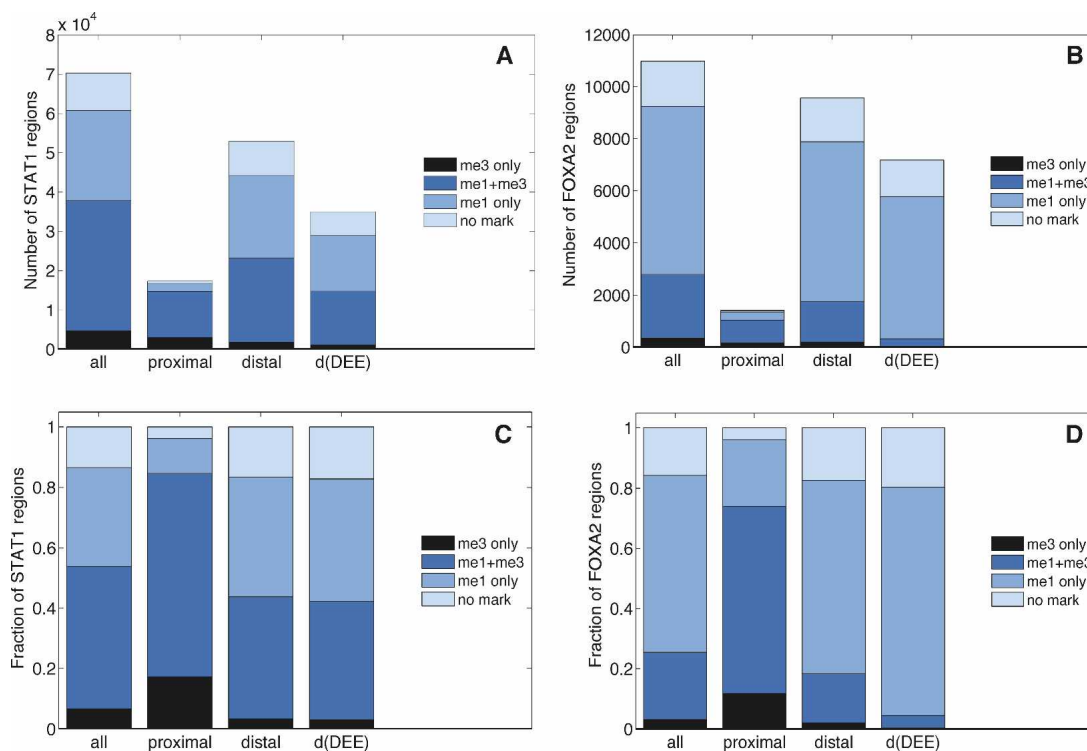 x 10^4
8
7
6
5
4
3
2
1
0
Number of STAT1 regions
A
me3 only
me1+me3
me1 only
no mark
all proximal distal d(DEE)
12000
10000
8000
6000
4000
2000
0
Number of FOXA2 regions
B
me3 only
me1+me3
me1 only
no mark
all proximal distal d(DEE)
1
0.8
0.6
0.4
0.2
0
Fraction of STAT1 regions
C
me3 only
me1+me3
me1 only
no mark
all proximal distal d(DEE)
1
0.8
0.6
0.4
0.2
0
Fraction of FOXA2 regions
D
me3 only
me1+me3
me1 only
no mark
all proximal distal d(DEE)